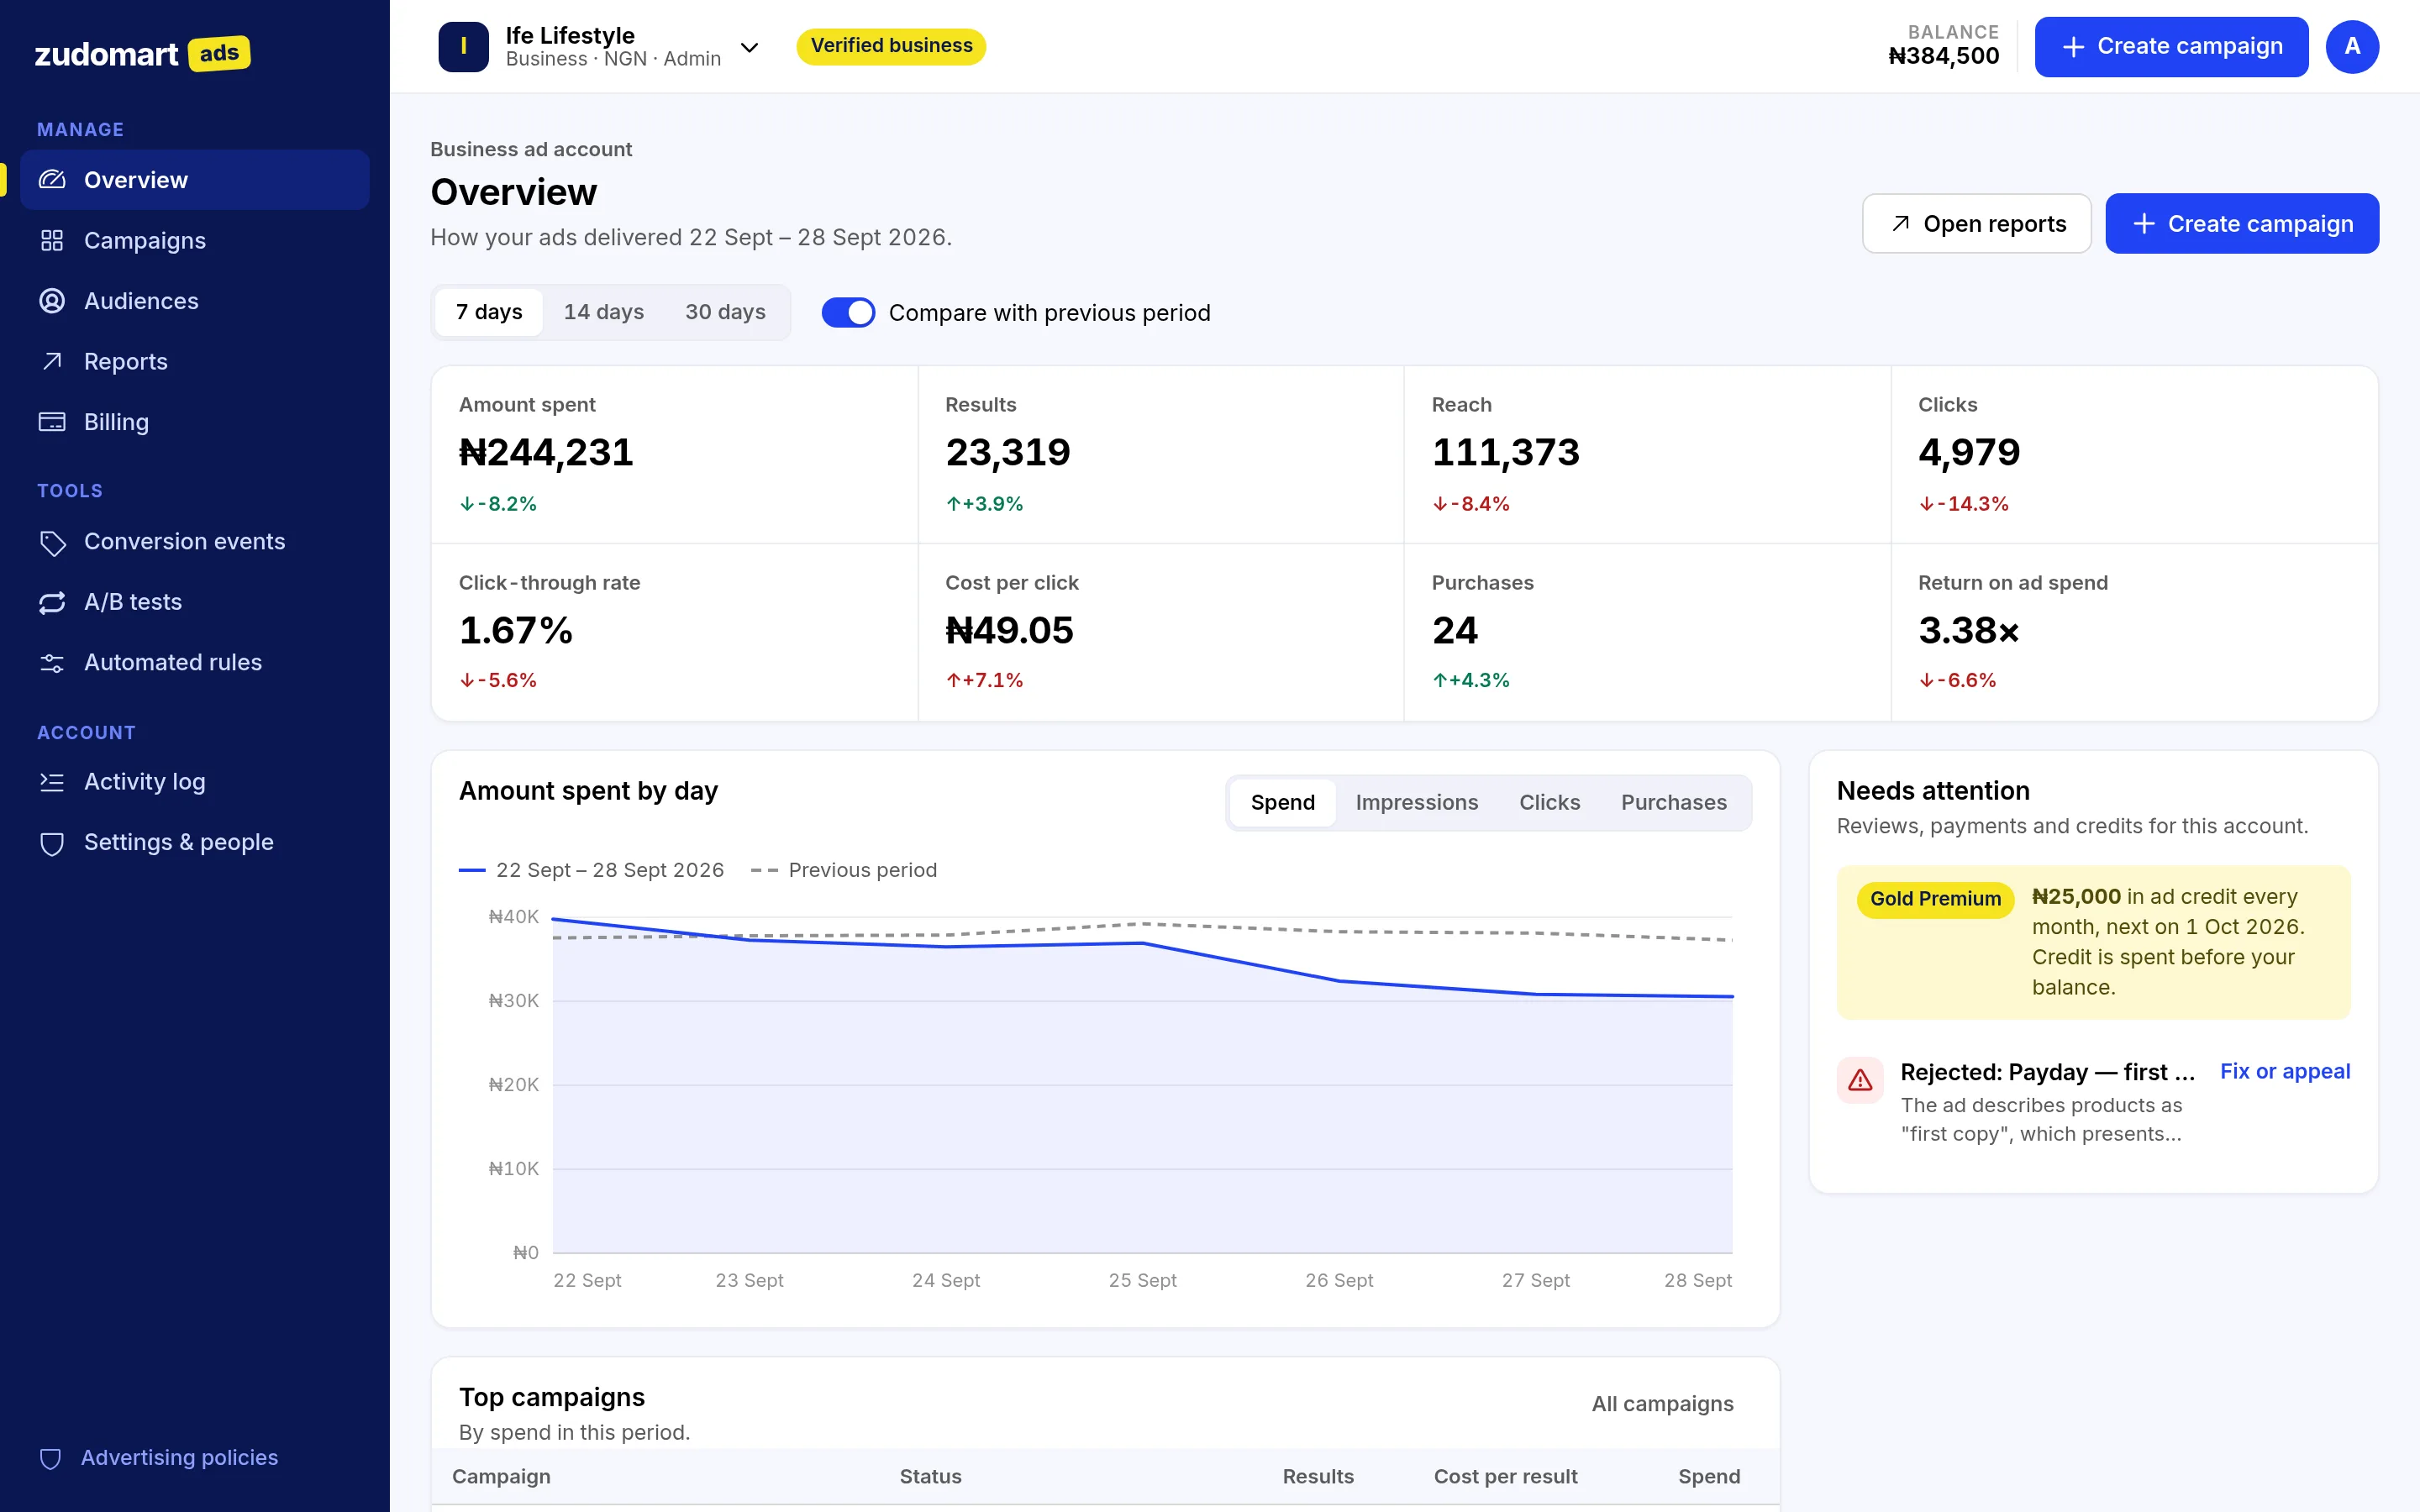 zudomart ads
MANAGE
Overview
Campaigns
Audiences
Reports
Billing
TOOLS
Conversion events
A/B tests
Automated rules
ACCOUNT
Activity log
Settings & people
Advertising policies
I
Ife Lifestyle
Business · NGN · Admin
Verified business
BALANCE
₦384,500
+ Create campaign
A
Business ad account
Overview
How your ads delivered 22 Sept – 28 Sept 2026.
Open reports
+ Create campaign
7 days 14 days 30 days
Compare with previous period
Amount spent
₦244,231
↓-8.2%
Results
23,319
↑+3.9%
Reach
111,373
↓-8.4%
Clicks
4,979
↓-14.3%
Click-through rate
1.67%
↓-5.6%
Cost per click
₦49.05
↑+7.1%
Purchases
24
↑+4.3%
Return on ad spend
3.38×
↓-6.6%
Amount spent by day
Spend Impressions Clicks Purchases
22 Sept – 28 Sept 2026 Previous period
₦40K
₦30K
₦20K
₦10K
₦0
22 Sept 23 Sept 24 Sept 25 Sept 26 Sept 27 Sept 28 Sept
Needs attention
Reviews, payments and credits for this account.
Gold Premium
₦25,000 in ad credit every
month, next on 1 Oct 2026.
Credit is spent before your
balance.
Rejected: Payday — first ...
Fix or appeal
The ad describes products as
"first copy", which presents...
Top campaigns
By spend in this period.
All campaigns
Campaign Status Results Cost per result Spend